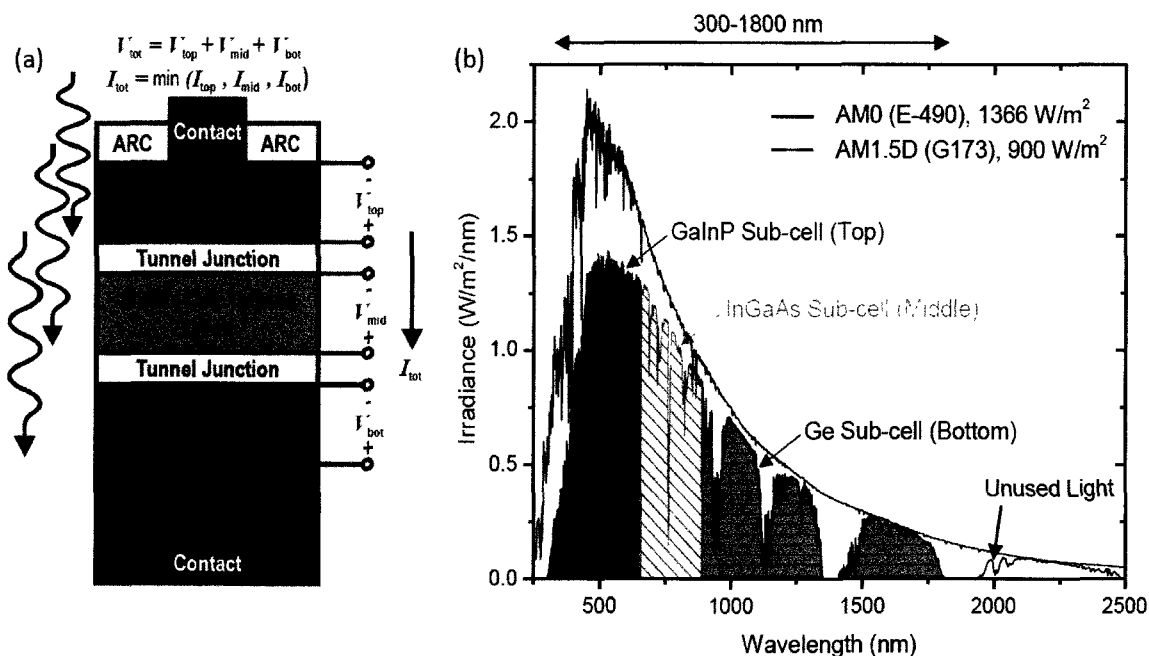 (a)
V_tot = V_top + V_mid + V_bot
I_tot = min (I_top , I_mid , I_bot)
Contact
ARC
ARC
-
V_top
+
Tunnel Junction
-
V_mid
+
I_tot
Tunnel Junction
-
V_bot
+
Contact
300-1800 nm
(b)
AM0 (E-490), 1366 W/m²
AM1.5D (G173), 900 W/m²
GaInP Sub-cell (Top)
InGaAs Sub-cell (Middle)
Ge Sub-cell (Bottom)
Unused Light
Irradiance (W/m²/nm)
2.0
1.5
1.0
0.5
0.0
500
1000
1500
2000
2500
Wavelength (nm)